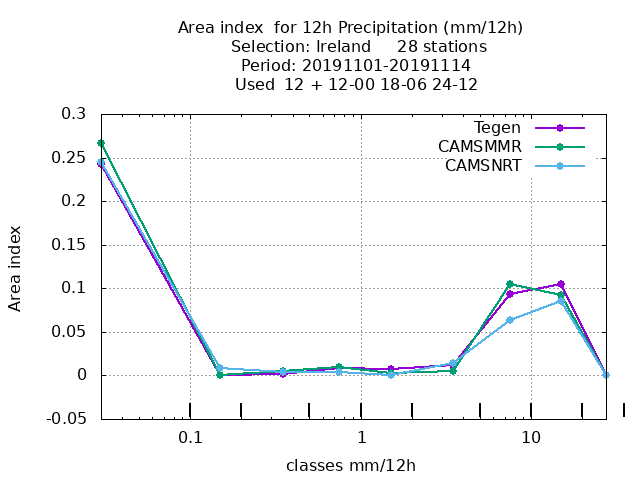 Area index  for 12h Precipitation (mm/12h)
Selection: Ireland     28 stations
Period: 20191101-20191114
Used  12 + 12-00 18-06 24-12
0.3
Tegen
CAMSMMR
0.25
CAMSNRT
0.2
0.15
Area index
0.1
0.05
0
-0.05
0.1
1
10
classes mm/12h